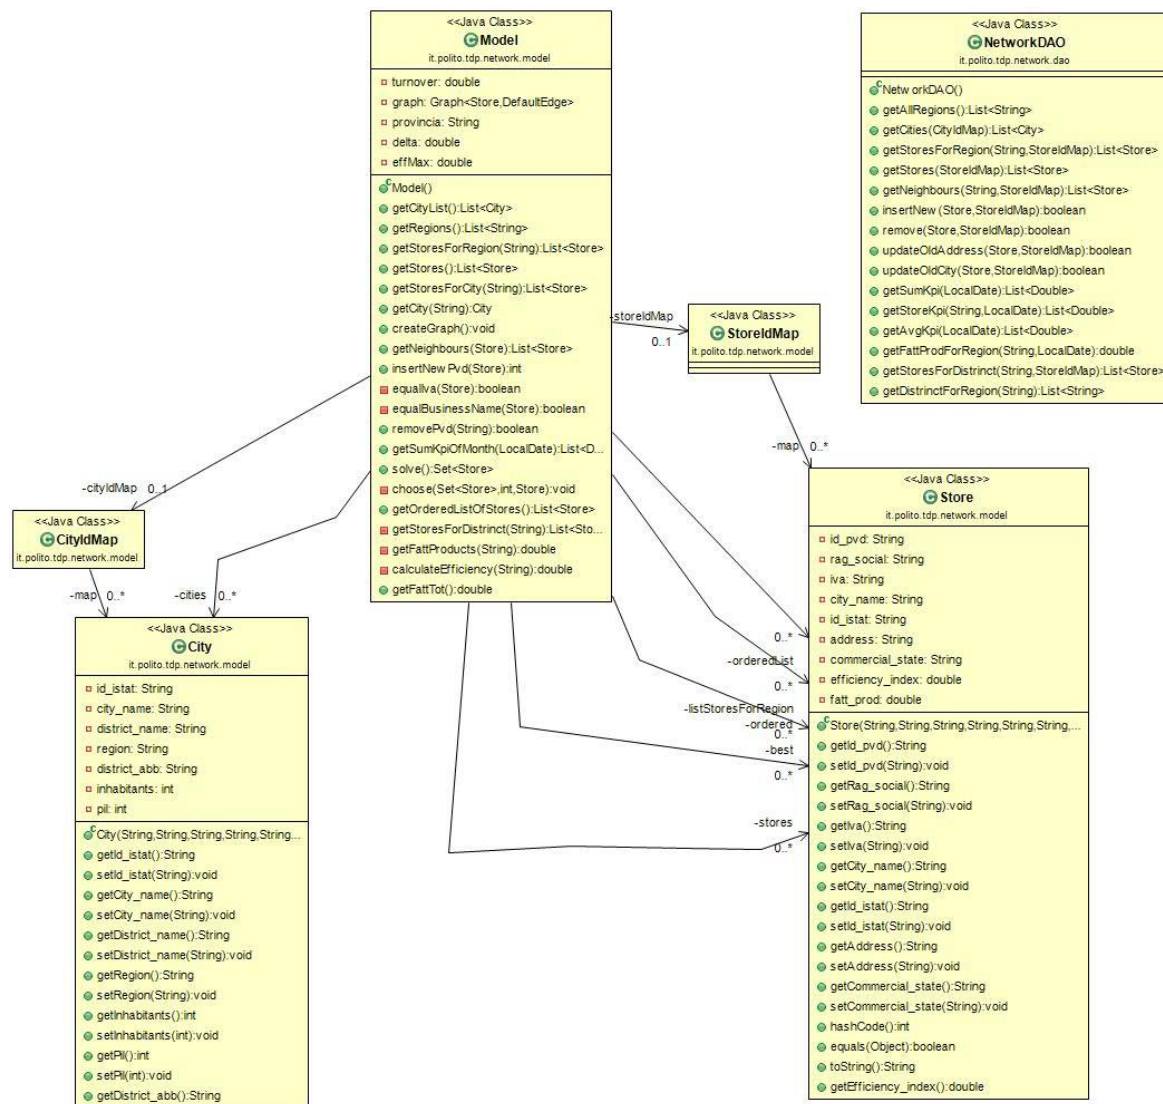 <<Java Class>>
Model
it.polito.tdp.network.model
turnover: double
graph: Graph<Store,DefaultEdge>
provincia: String
delta: double
effMax: double
Model()
getCityList():List<City>
getRegions():List<String>
getStoresForRegion(String):List<Store>
getStores():List<Store>
getStoresForCity(String):List<Store>
getCity(String):City
createGraph():void
getNeighbours(Store):List<Store>
insertNewPvd(Store):int
equalIva(Store):boolean
equalBusinessName(Store):boolean
removePvd(String):boolean
getSumKpiOfMonth(LocalDate):List<D...
solve():Set<Store>
choose(Set<Store>,int,Store):void
getOrderedListOfStores():List<Store>
getStoresForDistrinct(String):List<Sto...
getFattProducts(String):double
calculateEfficiency(String):double
getFattTot():double
<<Java Class>>
NetworkDAO
it.polito.tdp.network.dao
NetworkDAO()
getAllRegions():List<String>
getCities(CityIdMap):List<City>
getStoresForRegion(String,StoreIdMap):List<Store>
getStores(StoreIdMap):List<Store>
getNeighbours(String,StoreIdMap):List<Store>
insertNew(Store,StoreIdMap):boolean
remove(Store,StoreIdMap):boolean
updateOldAddress(Store,StoreIdMap):boolean
updateOldCity(Store,StoreIdMap):boolean
getSumKpi(LocalDate):List<Double>
getStoreKpi(String,LocalDate):List<Double>
getAvgKpi(LocalDate):List<Double>
getFattProdForRegion(String,LocalDate):double
getStoresForDistrinct(String,StoreIdMap):List<Store>
getDistrinctForRegion(String):List<String>
-storeIdMap
0..1
<<Java Class>>
StoreIdMap
it.polito.tdp.network.model
-map 0..*
-cityIdMap 0..1
<<Java Class>>
CityIdMap
it.polito.tdp.network.model
-map 0..*
-cities 0..*
<<Java Class>>
City
it.polito.tdp.network.model
id_istat: String
city_name: String
district_name: String
region: String
district_abb: String
inhabitants: int
pil: int
City(String,String,String,String,String...
getId_istat():String
setId_istat(String):void
getCity_name():String
setCity_name(String):void
getDistrict_name():String
setDistrict_name(String):void
getRegion():String
setRegion(String):void
getInhabitants():int
setInhabitants(int):void
getPil():int
setPil(int):void
getDistrict_abb():String
0..*
-orderedList
0..*
-listStoresForRegion
-ordered
0..*
-best
0..*
-stores
0..*
<<Java Class>>
Store
it.polito.tdp.network.model
id_pvd: String
rag_social: String
iva: String
city_name: String
id_istat: String
address: String
commercial_state: String
efficiency_index: double
fatt_prod: double
Store(String,String,String,String,String,String,...
getId_pvd():String
setId_pvd(String):void
getRag_social():String
setRag_social(String):void
getIva():String
setIva(String):void
getCity_name():String
setCity_name(String):void
getId_istat():String
setId_istat(String):void
getAddress():String
setAddress(String):void
getCommercial_state():String
setCommercial_state(String):void
hashCode():int
equals(Object):boolean
toString():String
getEfficiency_index():double